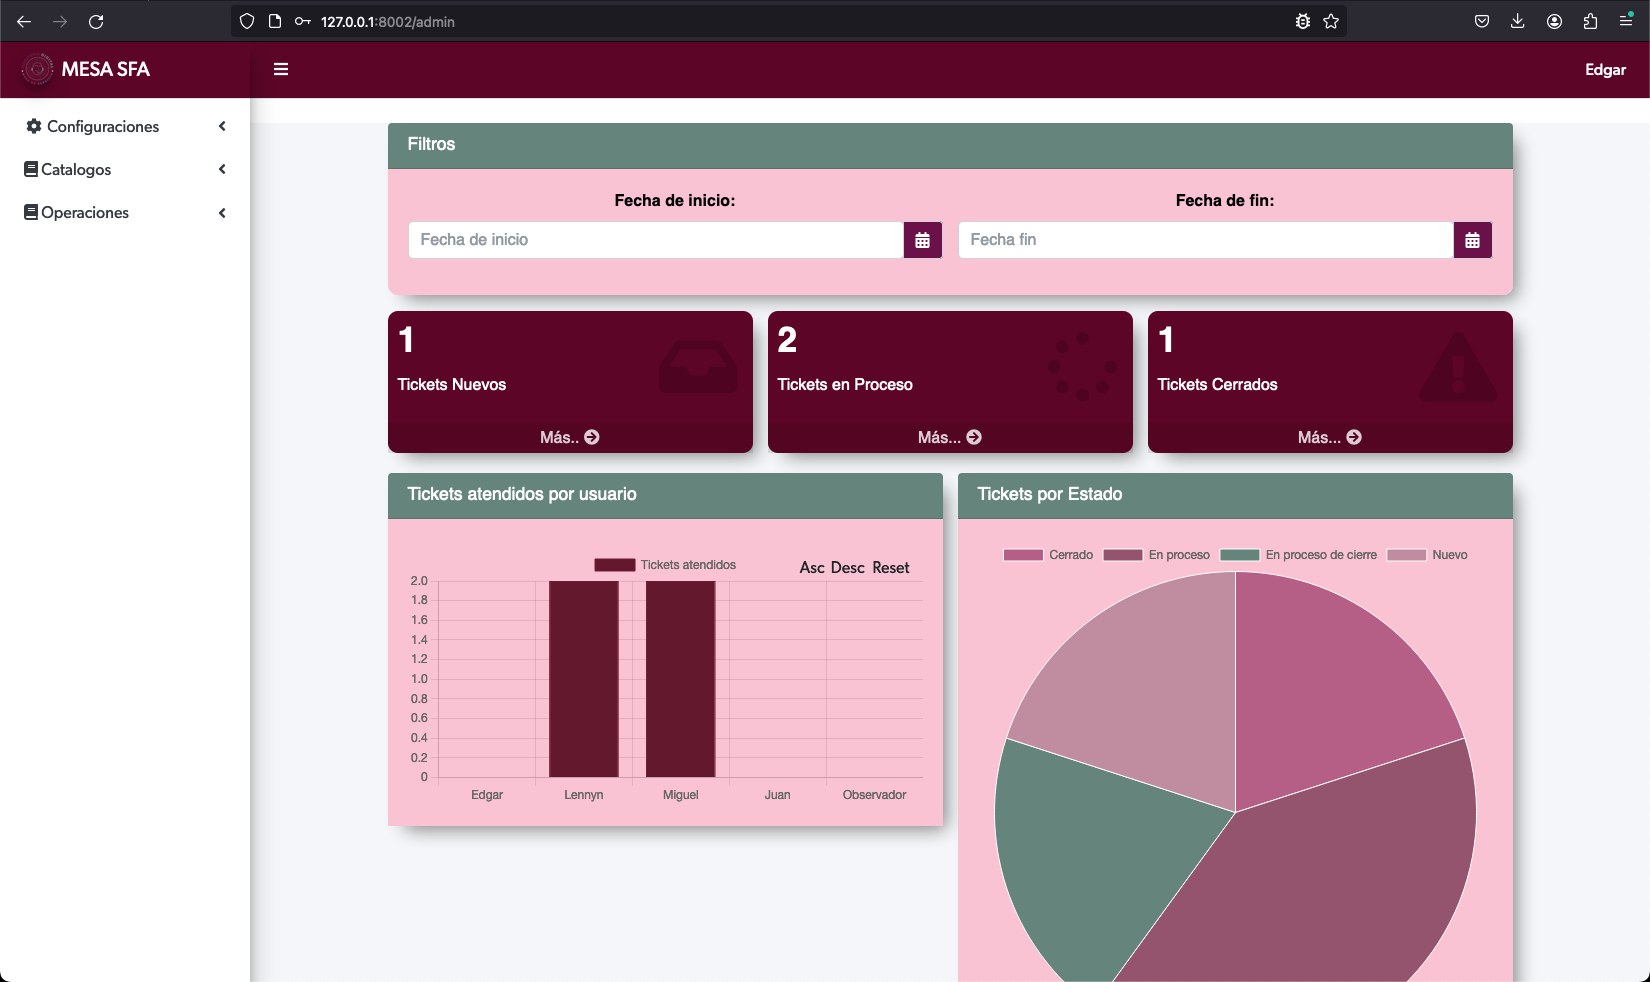 127.0.0.1:8002/admin
MESA SFA
Edgar
Configuraciones
Catalogos
Operaciones
Filtros
Fecha de inicio: Fecha de fin:
Fecha de inicio Fecha fin
1 2 1
Tickets Nuevos Tickets en Proceso Tickets Cerrados
Más.. Más... Más...
Tickets atendidos por usuario
Tickets atendidos
Asc Desc Reset
2.0
1.8
1.6
1.4
1.2
1.0
0.8
0.6
0.4
0.2
0
Edgar Lennyn Miguel Juan Observador
Tickets por Estado
Cerrado En proceso En proceso de cierre Nuevo